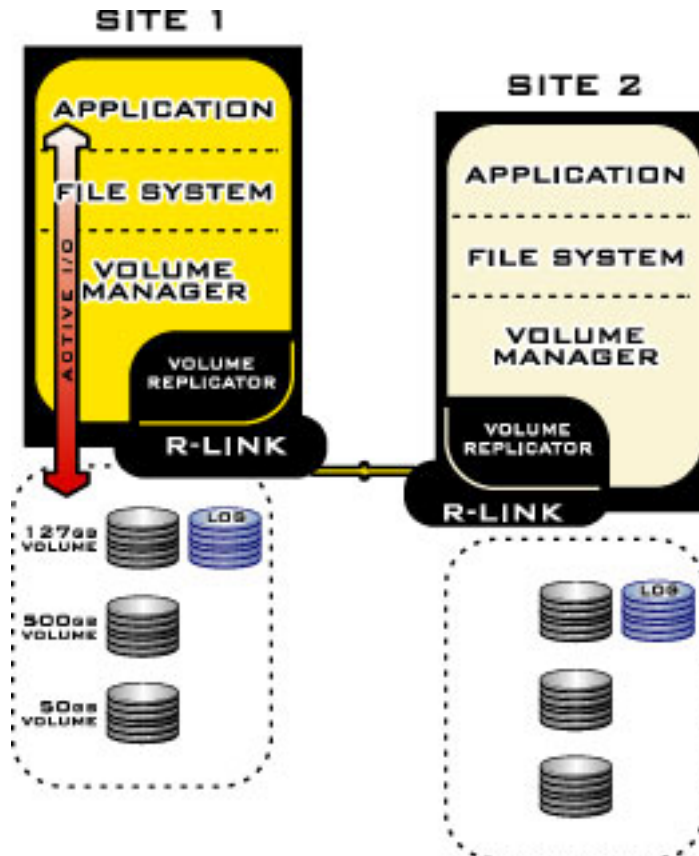 SITE 1
APPLICATION
FILE SYSTEM
VOLUME
MANAGER
ACTIVE I/O
VOLUME
REPLICATOR
R-LINK
127GB
VOLUME
LOG
500GB
VOLUME
50GB
VOLUME
SITE 2
APPLICATION
FILE SYSTEM
VOLUME
MANAGER
VOLUME
REPLICATOR
R-LINK
LOG